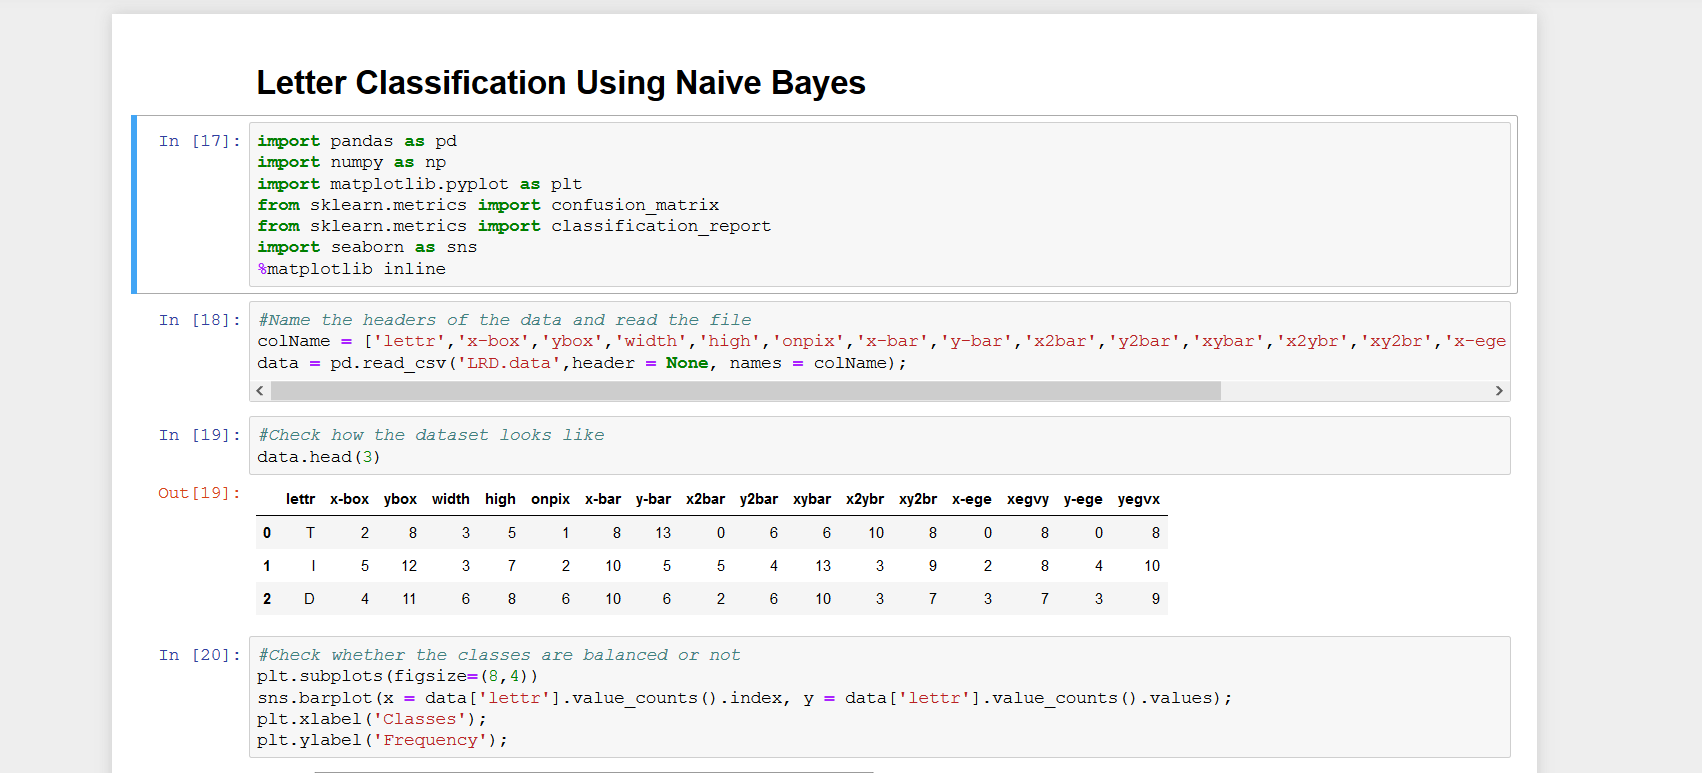 Letter Classification Using Naive Bayes
In [17]:
import pandas as pd
import numpy as np
import matplotlib.pyplot as plt
from sklearn.metrics import confusion_matrix
from sklearn.metrics import classification_report
import seaborn as sns
%matplotlib inline
In [18]:
#Name the headers of the data and read the file
colName = ['lettr','x-box','ybox','width','high','onpix','x-bar','y-bar','x2bar','y2bar','xybar','x2ybr','xy2br','x-ege
data = pd.read_csv('LRD.data',header = None, names = colName);
In [19]:
#Check how the dataset looks like
data.head(3)
Out[19]:
lettr x-box ybox width high onpix x-bar y-bar x2bar y2bar xybar x2ybr xy2br x-ege xegvy y-ege yegvx
0 T 2 8 3 5 1 8 13 0 6 6 10 8 0 8 0 8
1 I 5 12 3 7 2 10 5 5 4 13 3 9 2 8 4 10
2 D 4 11 6 8 6 10 6 2 6 10 3 7 3 7 3 9
In [20]:
#Check whether the classes are balanced or not
plt.subplots(figsize=(8,4))
sns.barplot(x = data['lettr'].value_counts().index, y = data['lettr'].value_counts().values);
plt.xlabel('Classes');
plt.ylabel('Frequency');